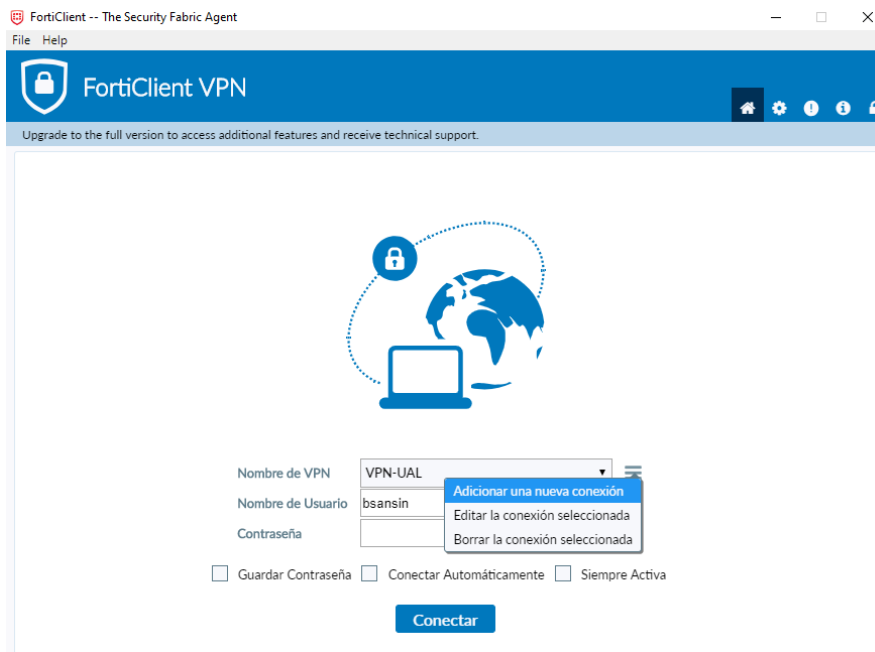 FortiClient -- The Security Fabric Agent
File Help
FortiClient VPN
Upgrade to the full version to access additional features and receive technical support.
Nombre de VPN VPN-UAL
Adicionar una nueva conexión
Nombre de Usuario bsansin
Editar la conexión seleccionada
Contraseña
Borrar la conexión seleccionada
Guardar Contraseña Conectar Automáticamente Siempre Activa
Conectar